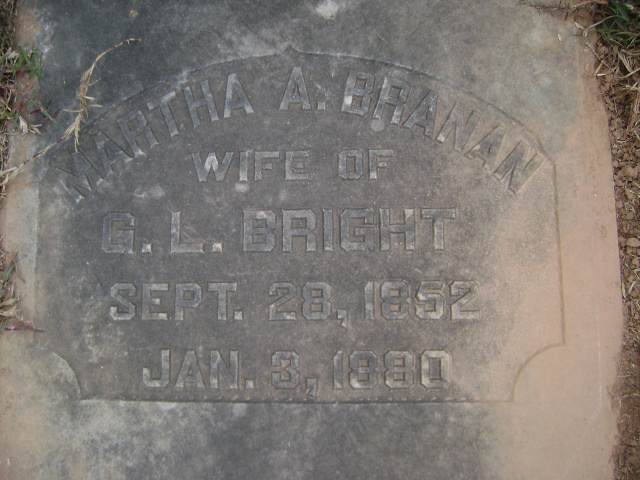 MARTHA A. BRANAN
WIFE OF
G. L. BRIGHT
SEPT. 28, 1852
JAN. 3, 1880